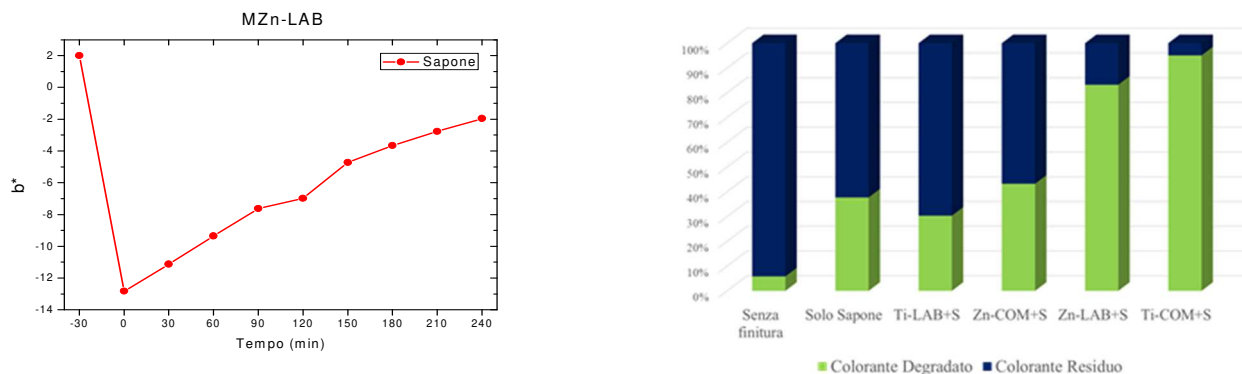 MZn-LAB
Sapone
b*
2
0
-2
-4
-6
-8
-10
-12
-14
-30 0 30 60 90 120 150 180 210 240
Tempo (min)
100%
90%
80%
70%
60%
50%
40%
30%
20%
10%
0%
Senza finitura
Solo Sapone
Ti-LAB+S
Zn-COM+S
Zn-LAB+S
Ti-COM+S
Colorante Degradato Colorante Residuo